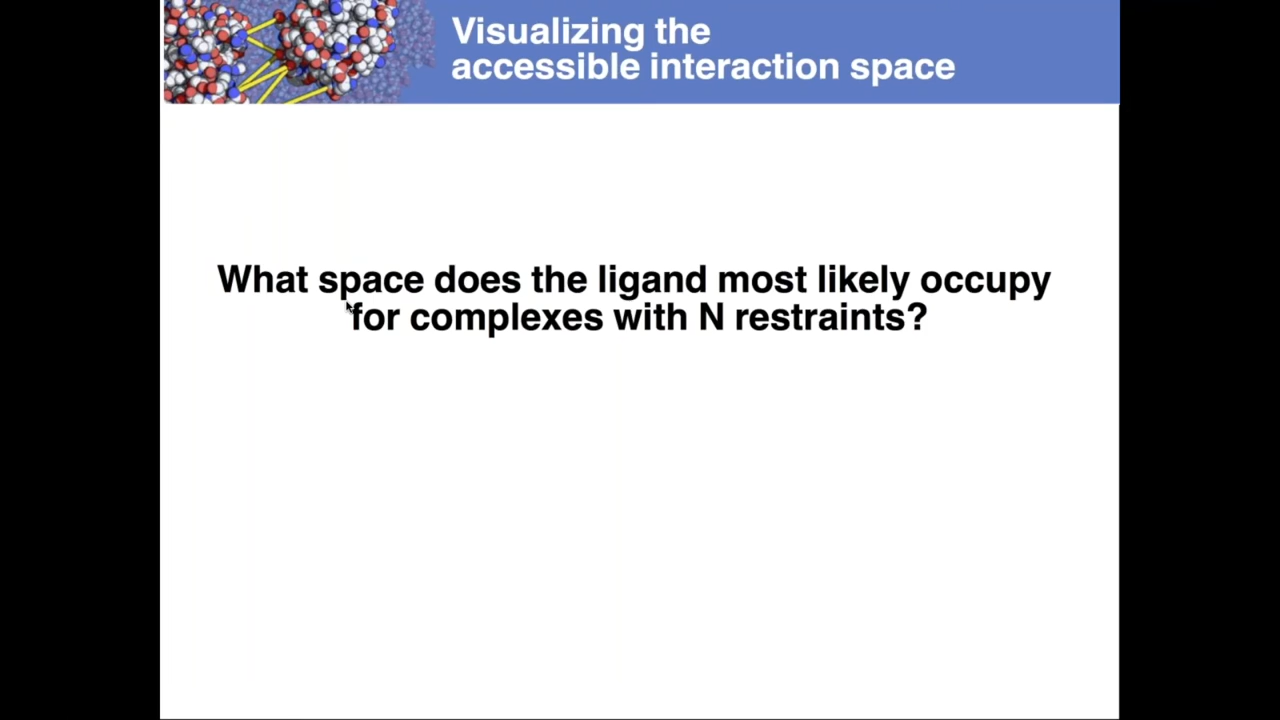 Visualizing the
accessible interaction space
What space does the ligand most likely occupy
for complexes with N restraints?